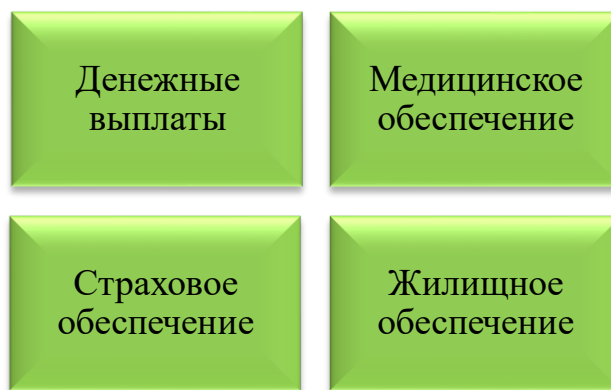 Денежные
выплаты
Медицинское
обеспечение
Страховое
обеспечение
Жилищное
обеспечение